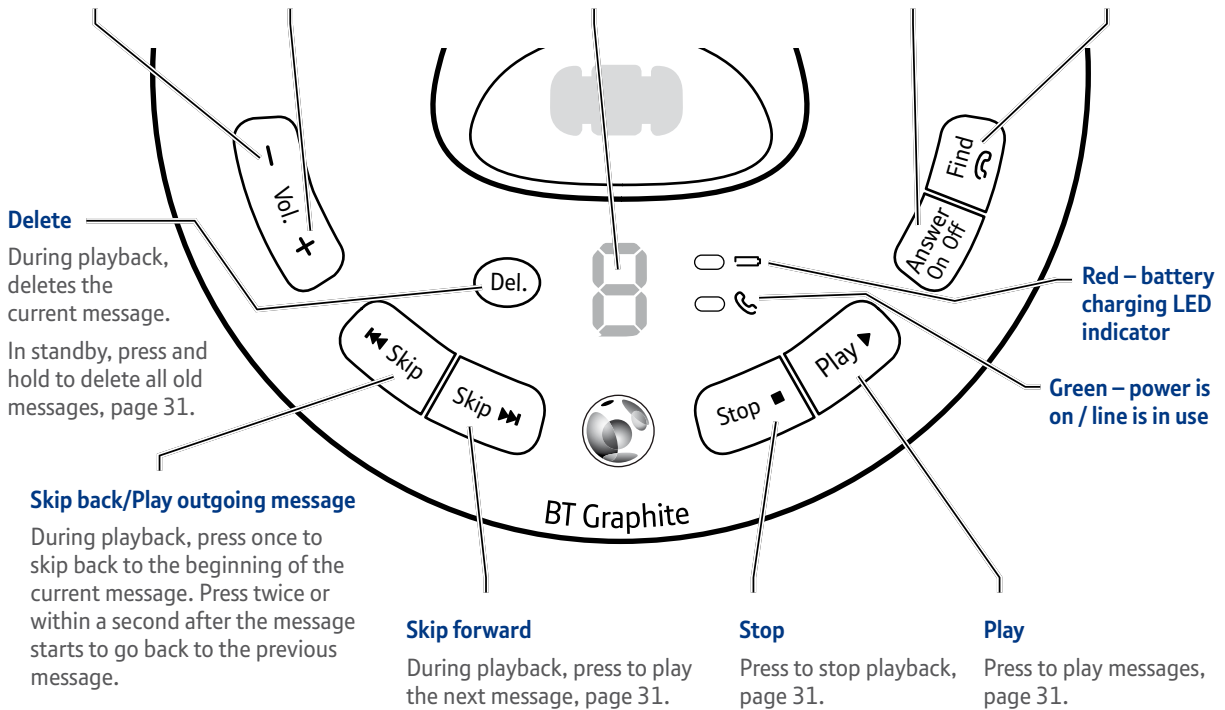 − Vol. +
Find
Answer
On Off
Del.
Skip
Skip
Stop
Play
BT Graphite
Delete
During playback,
deletes the
current message.
In standby, press and
hold to delete all old
messages, page 31.
Red – battery
charging LED
indicator
Green – power is
on / line is in use
Skip back/Play outgoing message
During playback, press once to
skip back to the beginning of the
current message. Press twice or
within a second after the message
starts to go back to the previous
message.
Skip forward
During playback, press to play
the next message, page 31.
Stop
Press to stop playback,
page 31.
Play
Press to play messages,
page 31.